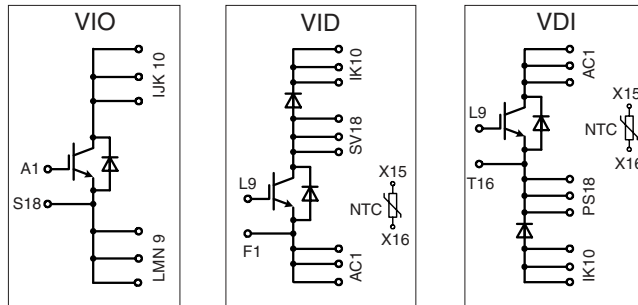 VIO
IJK 10
A1
S18
LMN 9
VID
IK10
SV18
L9
X15
NTC
X16
F1
AC1
VDI
AC1
L9
X15
NTC
X16
T16
PS18
IK10